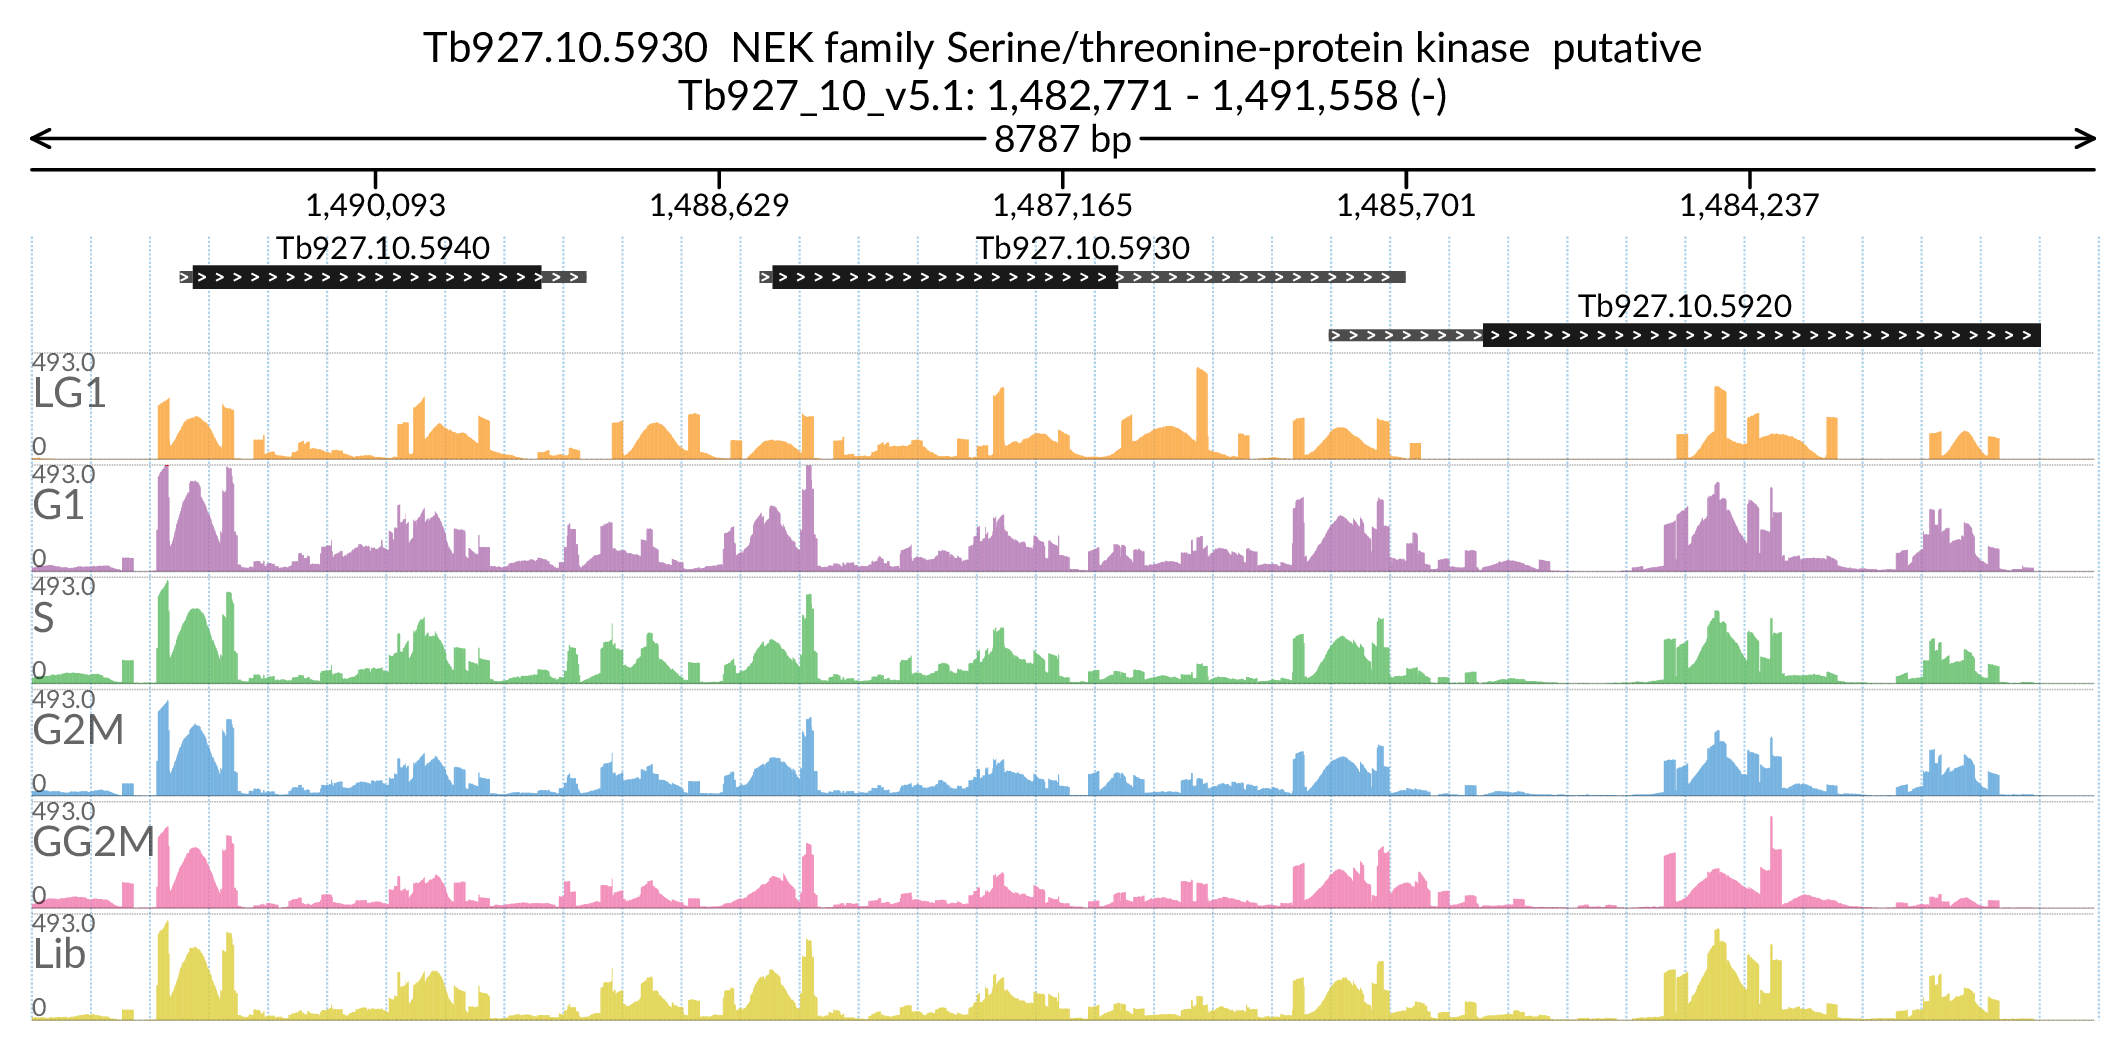 Tb927.10.5930 NEK family Serine/threonine-protein kinase putative
Tb927_10_v5.1: 1,482,771 - 1,491,558 (-)
8787 bp
1,490,093 1,488,629 1,487,165 1,485,701 1,484,237
Tb927.10.5940 Tb927.10.5930
Tb927.10.5920
493.0
LG1
0
493.0
G1
0
493.0
S
0
493.0
G2M
0
493.0
GG2M
0
493.0
Lib
0